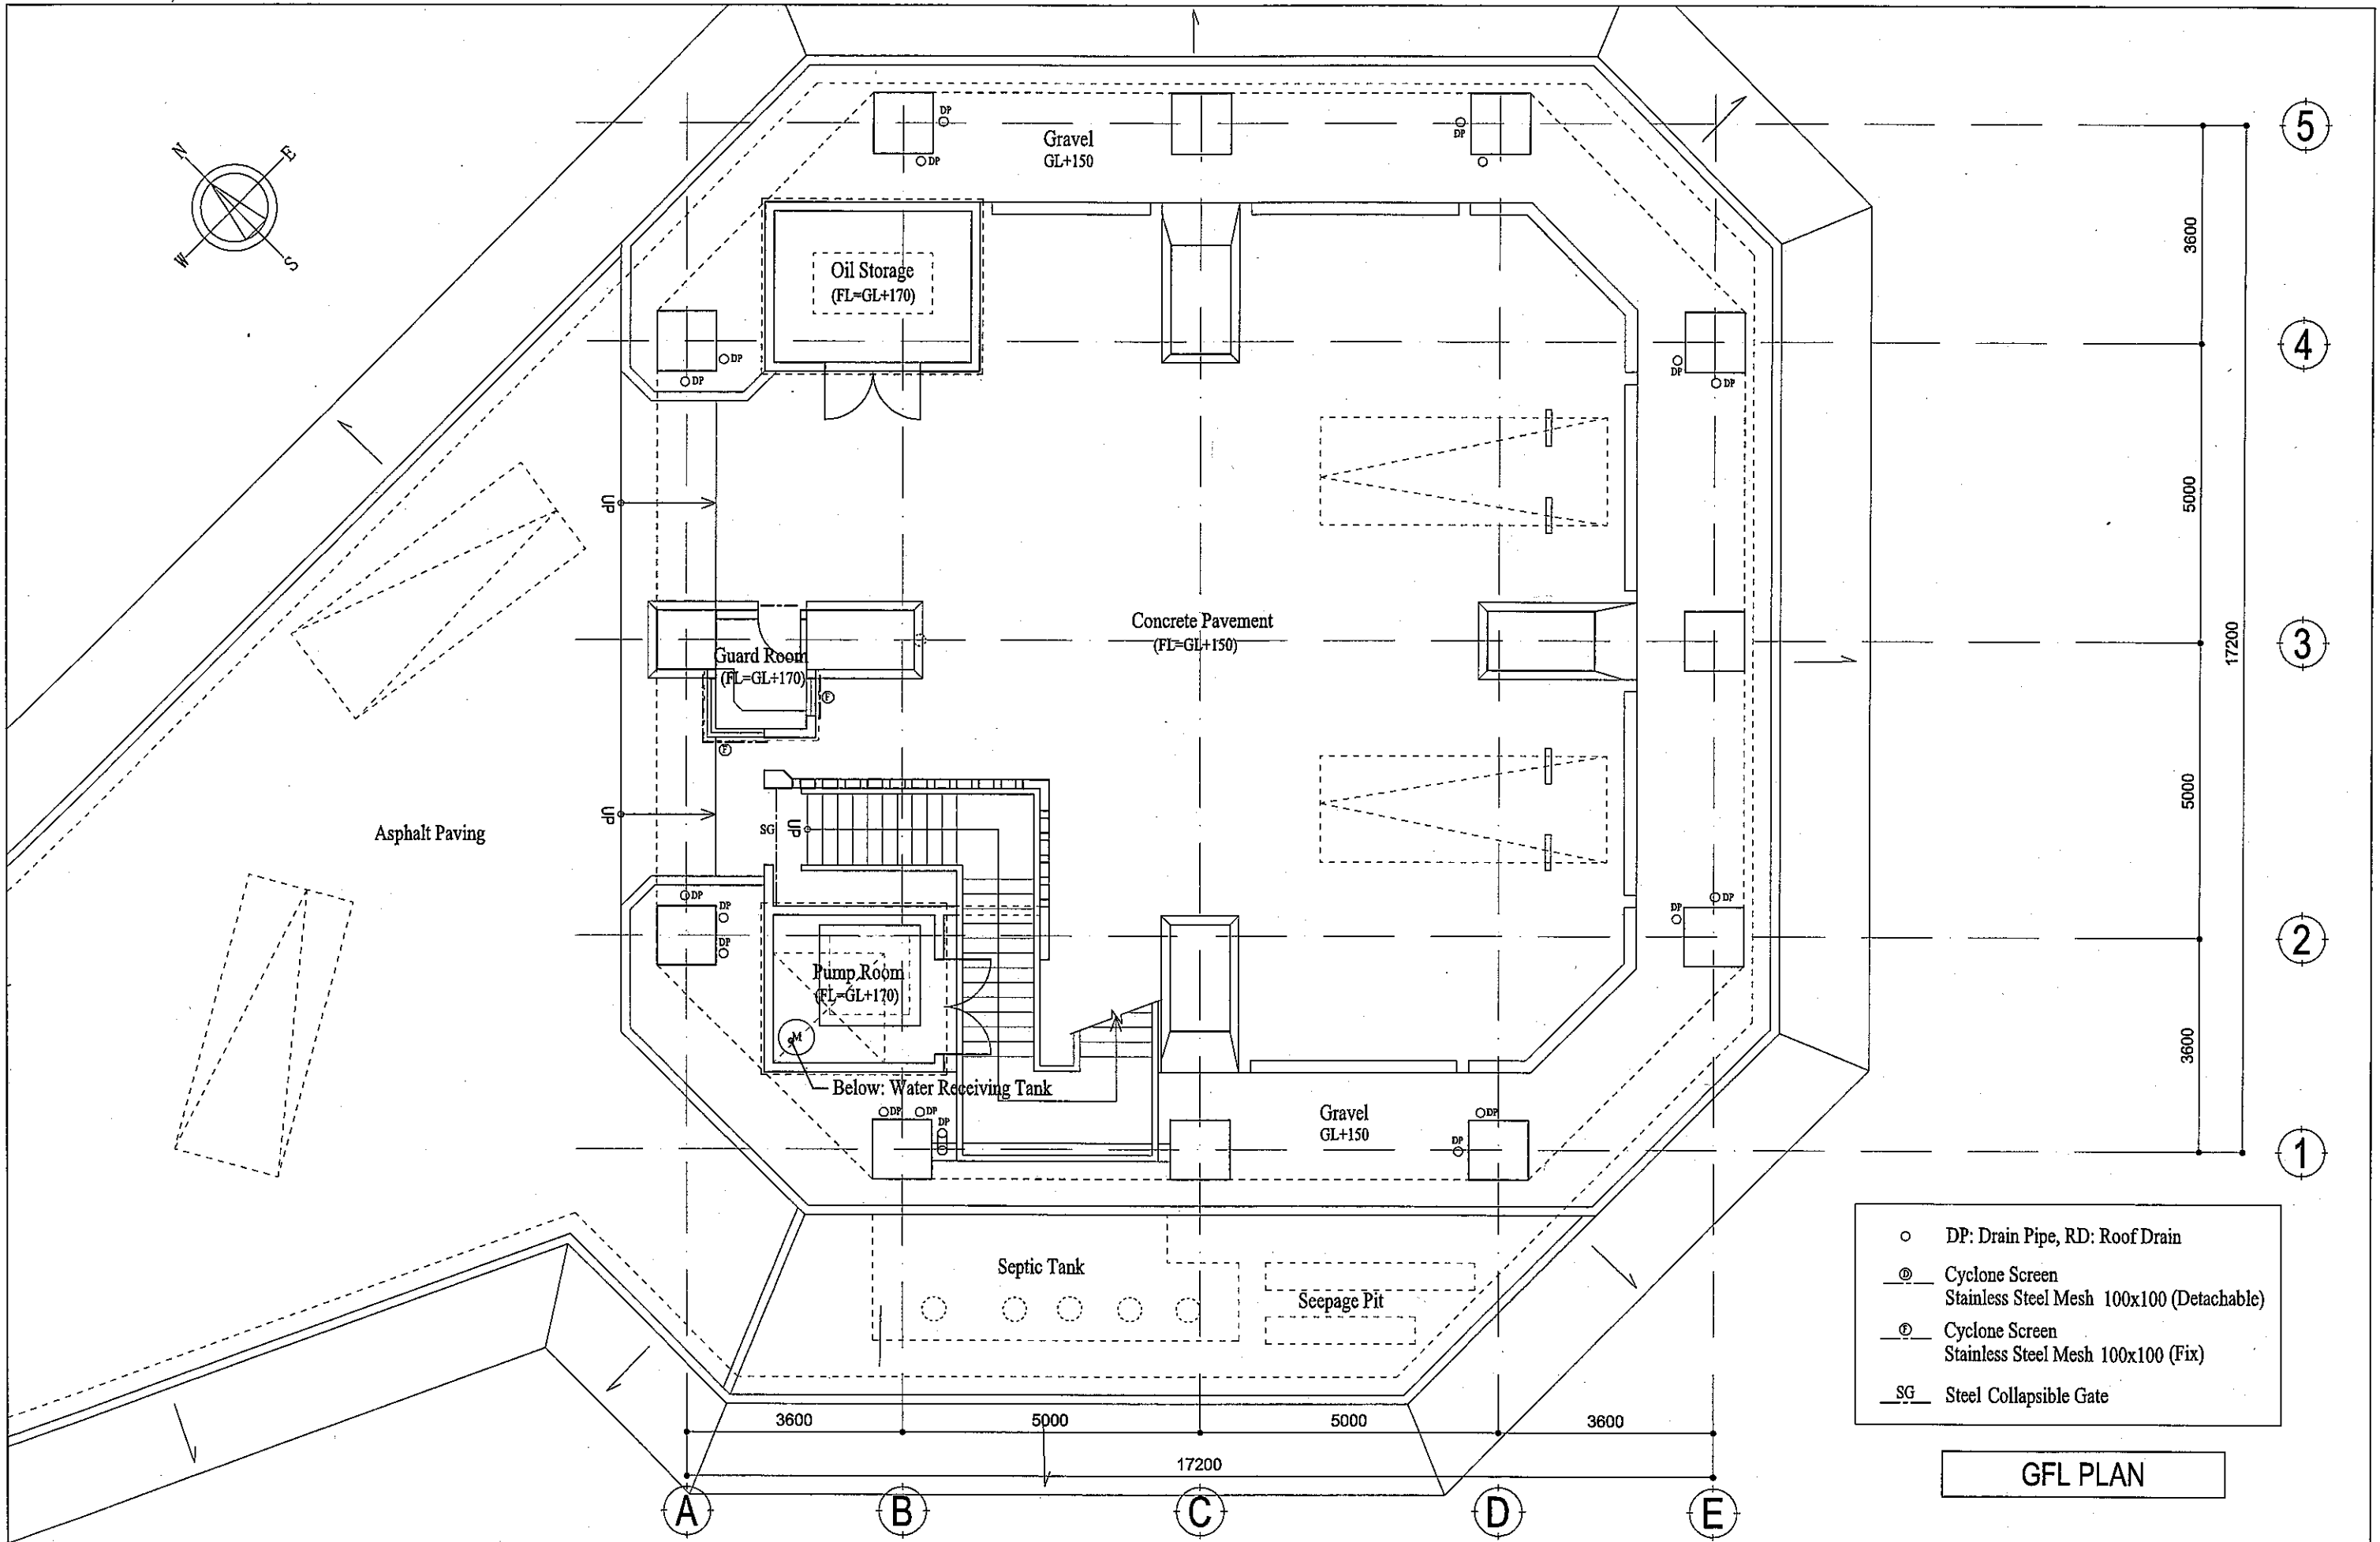 N
E
W
S
DP
DP
DP
DP
Gravel
GL+150
5
Oil Storage
(FL=GL+170)
DP
DP
DP
DP
4
3600
UP
5000
Concrete Pavement
(FL=GL+150)
Guard Room
(FL=GL+170)
F
F
3
17200
UP
SG
UP
Asphalt Paving
5000
DP
DP
DP
DP
DP
2
Pump Room
(FL=GL+170)
M
Below: Water Receiving Tank
3600
DP
DP
DP
DP
DP
Gravel
GL+150
1
Septic Tank
Seepage Pit
DP: Drain Pipe, RD: Roof Drain
D
Cyclone Screen
Stainless Steel Mesh 100x100 (Detachable)
F
Cyclone Screen
Stainless Steel Mesh 100x100 (Fix)
SG
Steel Collapsible Gate
3600
5000
5000
3600
17200
GFL PLAN
A
B
C
D
E